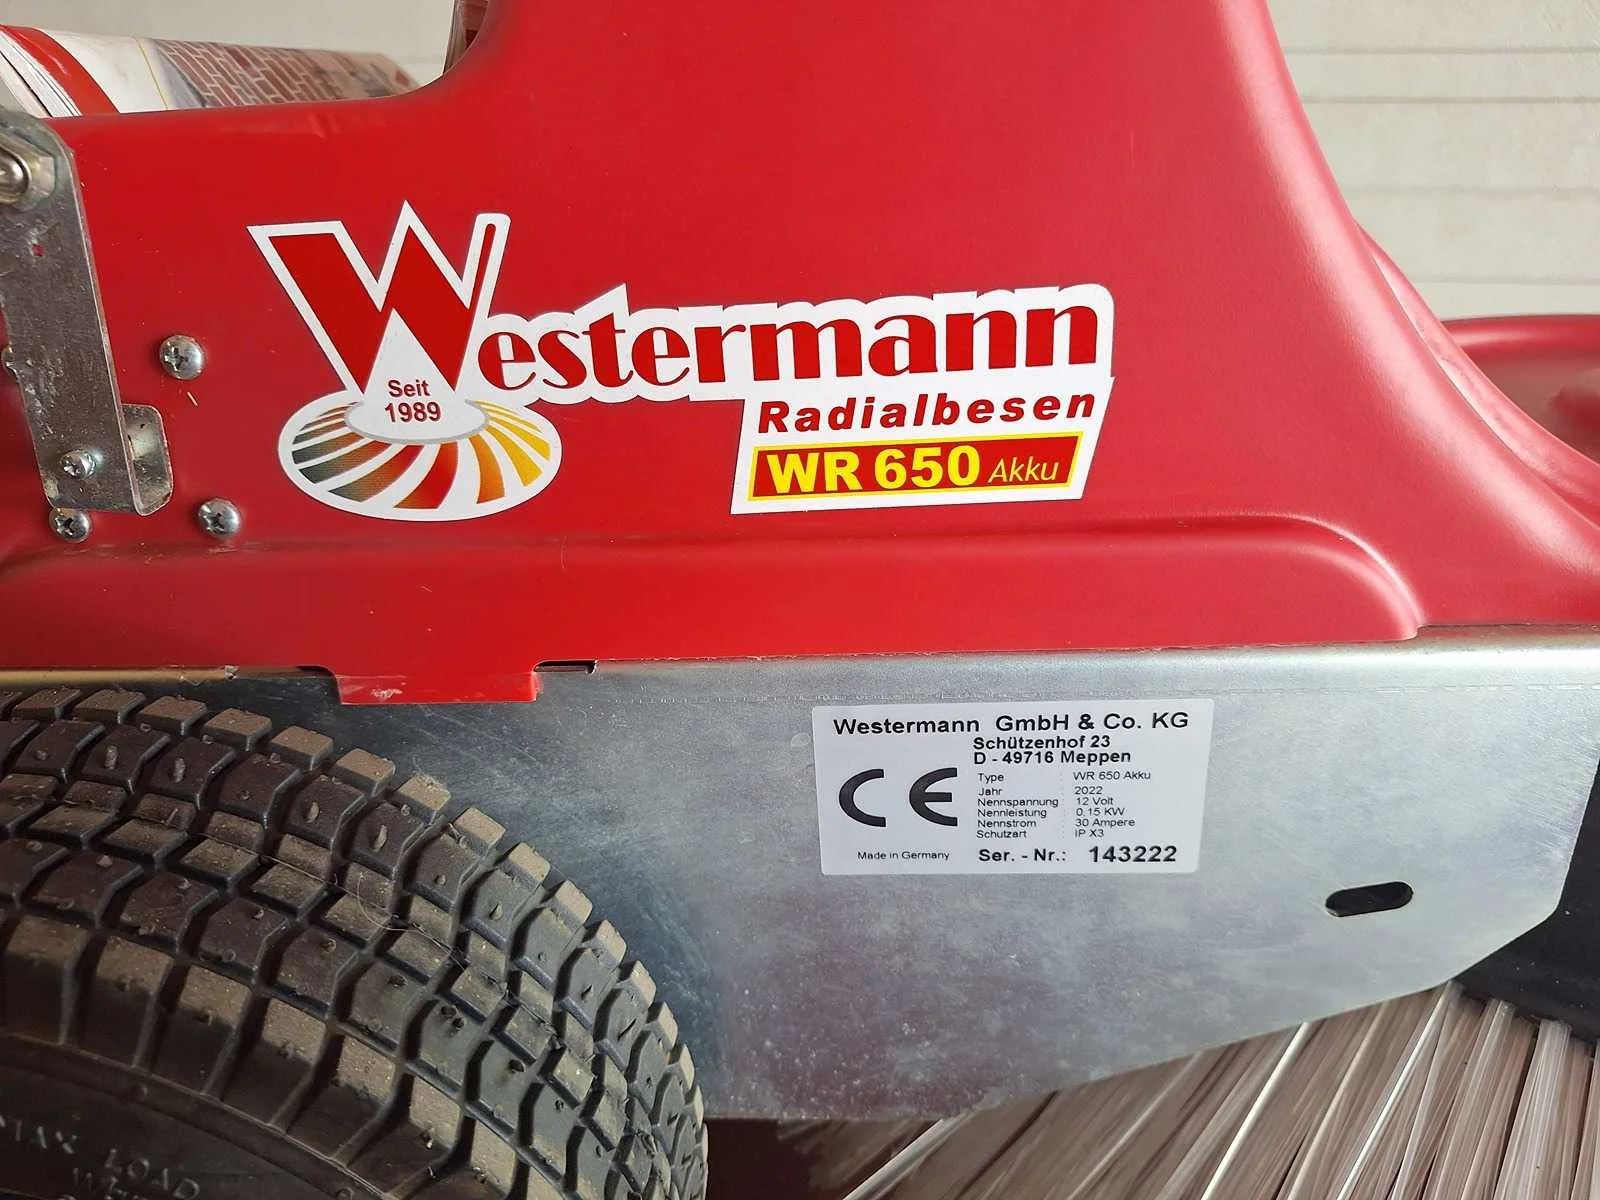 Westermann
Seit
1989
Radialbesen
WR 650 Akku
Westermann GmbH & Co. KG
Schützenhof 23
D - 49716 Meppen
Type : WR 650 Akku
Jahr : 2022
Nennspannung : 12 Volt
Nennleistung : 0,15 KW
Nennstrom : 30 Ampere
Schutzart : IP X3
CE
Made in Germany
Ser. - Nr.: 143222
MAX LOAD